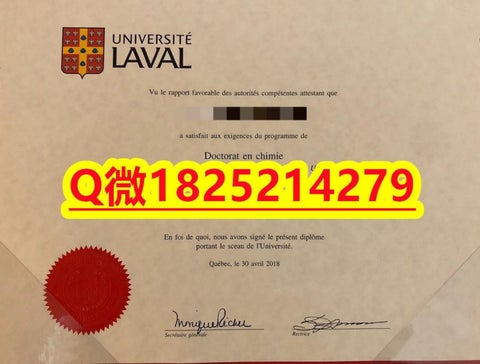 UNIVERSITÉ
LAVAL
Vu le rapport favorable des autorités compétentes attestant que
a satisfait aux exigences du programme de
Doctorat en chimie
Q微1825214279
En foi de quoi, nous avons signé le présent diplôme
portant le sceau de l'Université.
Québec, le 30 avril 2018
Secrétaire générale
Rectrice